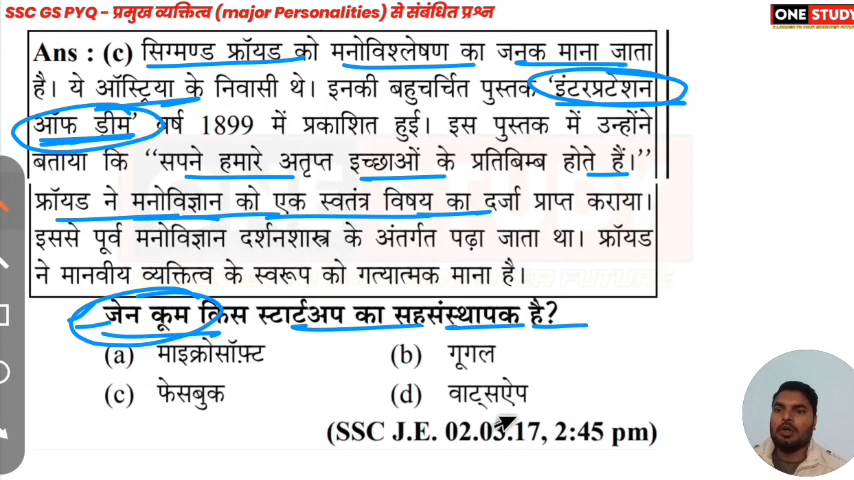 SSC GS PYQ - प्रमुख व्यक्तित्व (major Personalities) से संबंधित प्रश्न
ONE STUDY
Ans : (c) सिग्मण्ड फ्रॉयड को मनोविश्लेषण का जनक माना जाता
है। ये ऑस्ट्रिया के निवासी थे। इनकी बहुचर्चित पुस्तक ‘इंटरप्रटेशन
ऑफ ड्रीम’ वर्ष 1899 में प्रकाशित हुई। इस पुस्तक में उन्होंने
बताया कि “सपने हमारे अतृप्त इच्छाओं के प्रतिबिम्ब होते हैं।”
फ्रॉयड ने मनोविज्ञान को एक स्वतंत्र विषय का दर्जा प्राप्त कराया।
इससे पूर्व मनोविज्ञान दर्शनशास्त्र के अंतर्गत पढ़ा जाता था। फ्रॉयड
ने मानवीय व्यक्तित्व के स्वरूप को गत्यात्मक माना है।
जेन कूम किस स्टार्टअप का सहसंस्थापक है?
(a) माइक्रोसॉफ़्ट (b) गूगल
(c) फेसबुक (d) वाट्सऐप
(SSC J.E. 02.03.17, 2:45 pm)